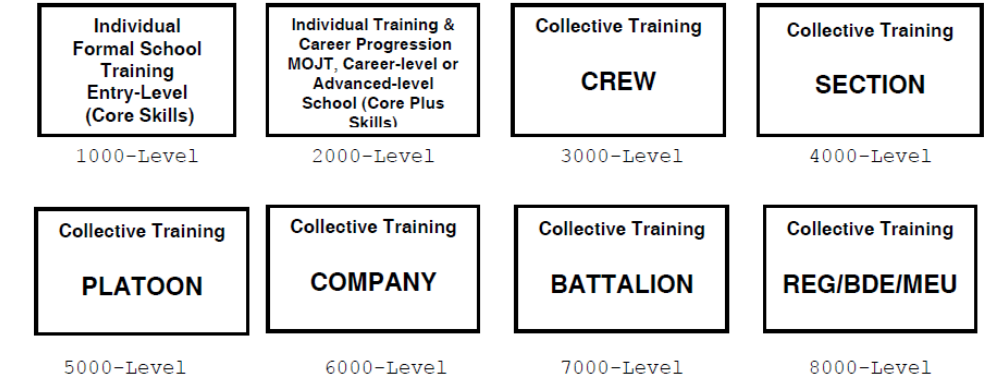 Individual
Formal School
Training
Entry-Level
(Core Skills)
1000-Level
Individual Training &
Career Progression
MOJT, Career-level or
Advanced-level
School (Core Plus
Skills)
2000-Level
Collective Training
CREW
3000-Level
Collective Training
SECTION
4000-Level
Collective Training
PLATOON
5000-Level
Collective Training
COMPANY
6000-Level
Collective Training
BATTALION
7000-Level
Collective Training
REG/BDE/MEU
8000-Level